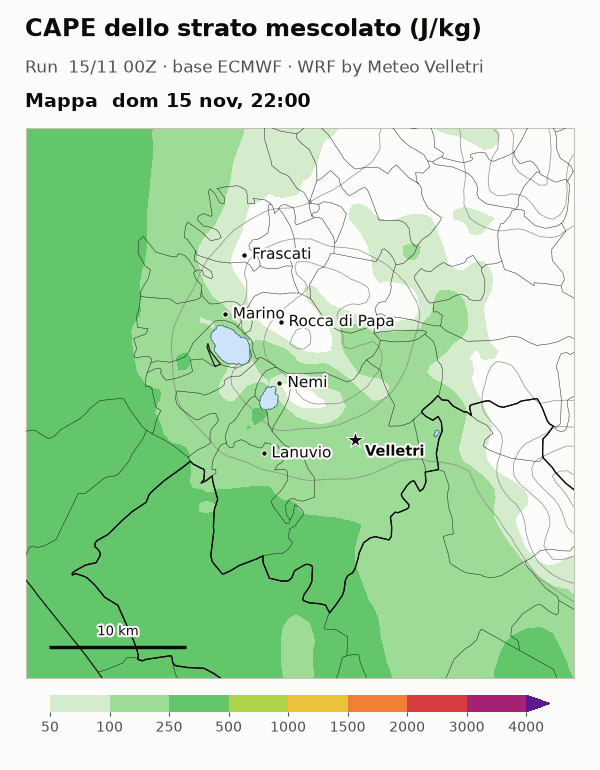 CAPE dello strato mescolato (J/kg)
Run  15/11 00Z · base ECMWF · WRF by Meteo Velletri
Mappa  dom 15 nov, 22:00
Frascati
Marino
Rocca di Papa
Nemi
Velletri
Lanuvio
10 km
50 100 250 500 1000 1500 2000 3000 4000